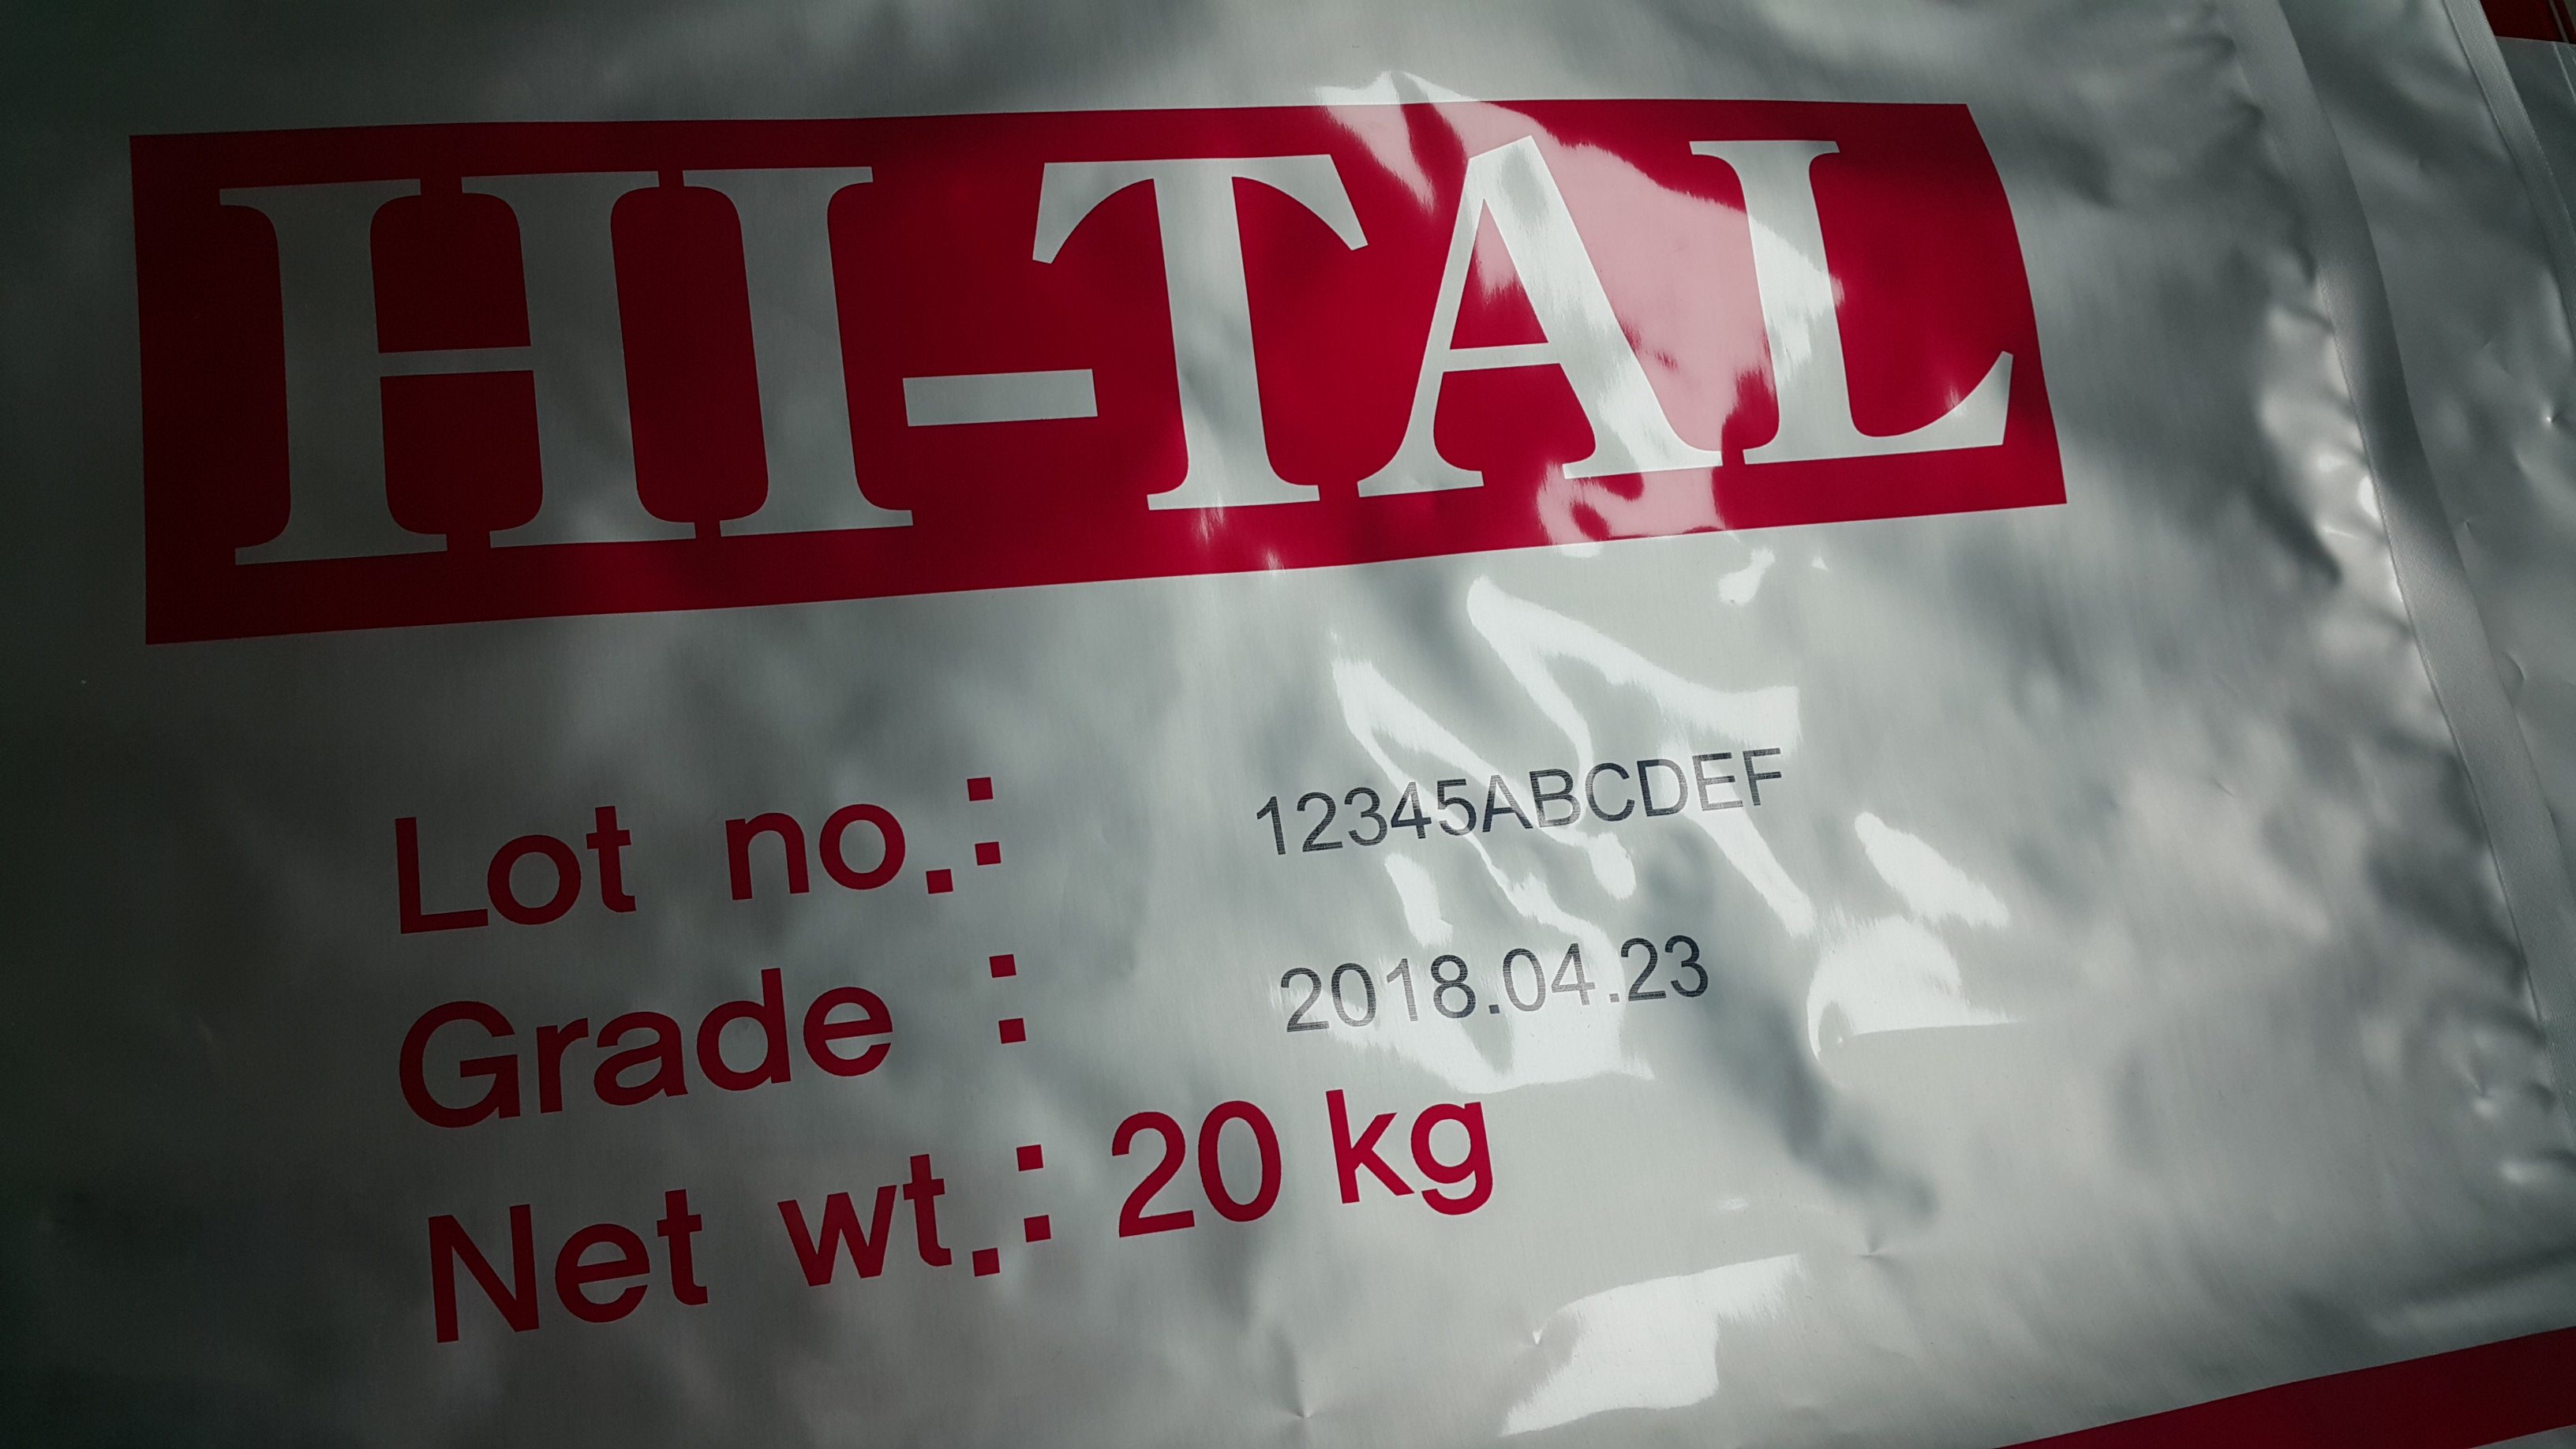 HI-TAL
Lot no.: 12345ABCDEF
Grade : 2018.04.23
Net wt.: 20 kg